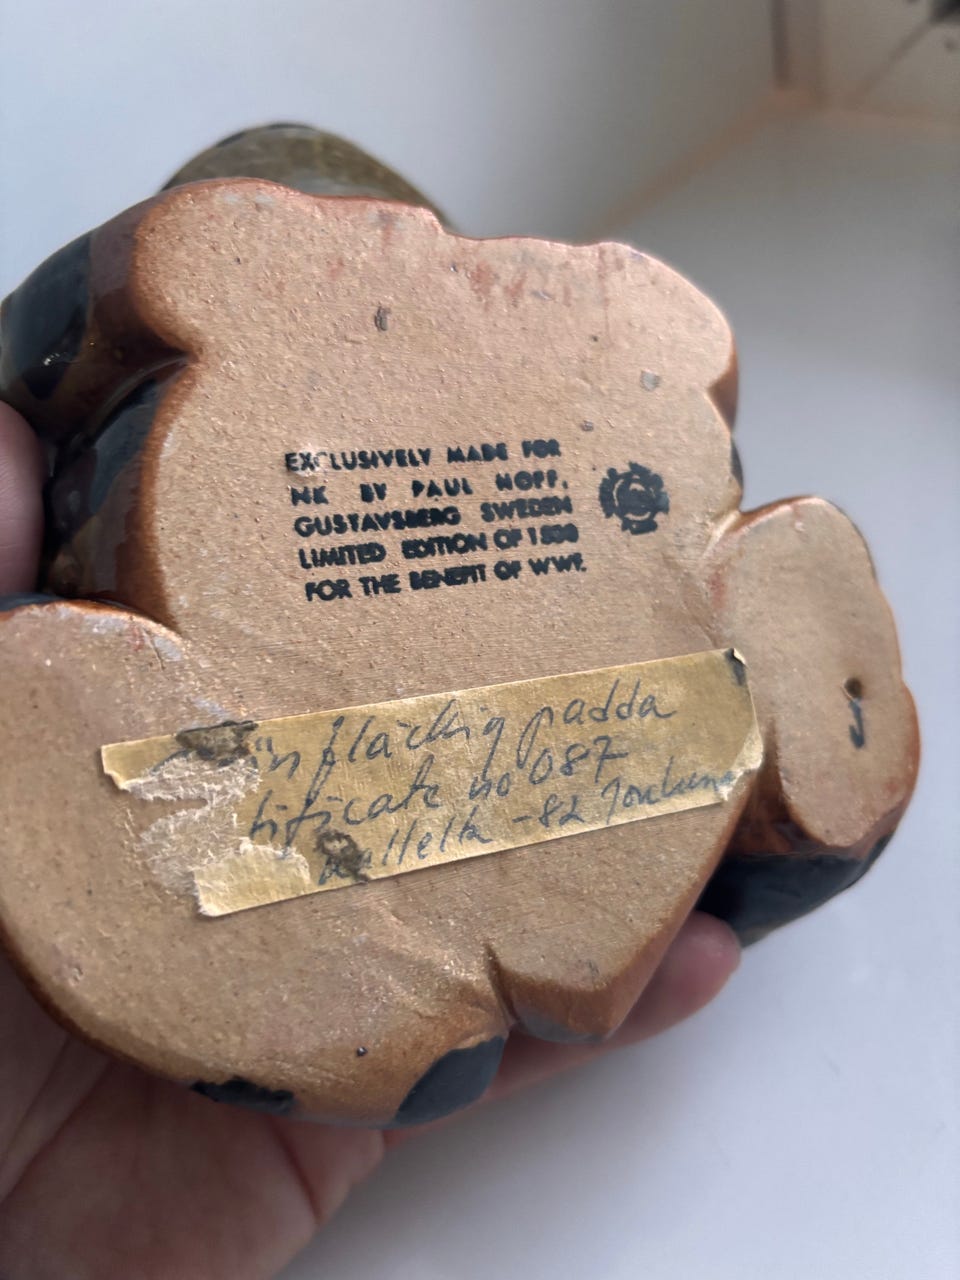 EXCLUSIVELY MADE FOR
NK BY PAUL HOFF,
GUSTAVSBERG SWEDEN
LIMITED EDITION OF 1500
FOR THE BENEFIT OF WWF.
fläckig padda
tificate no 087
-82